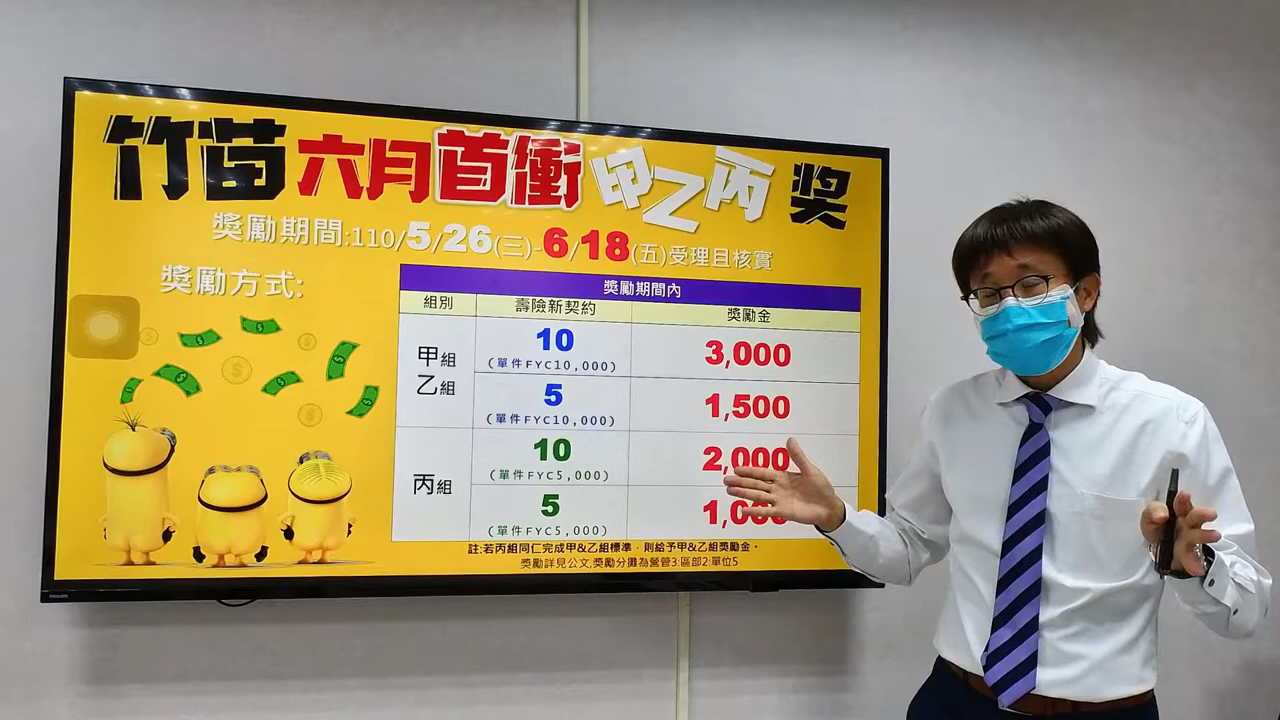 竹苗六月首衝甲乙丙獎
獎勵期間:110/5/26(三)-6/18(五)受理且核實
獎勵方式:
獎勵期間內
組別 壽險新契約 獎勵金
甲組
乙組
10
(單件FYC10,000)
3,000
5
(單件FYC10,000)
1,500
丙組
10
(單件FYC5,000)
2,000
5
(單件FYC5,000)
1,000
註:若丙組同仁完成甲&乙組標準,則給予甲&乙組獎勵金。
獎勵詳見公文,獎勵分攤為營管3:區部2:單位5
PHILIPS